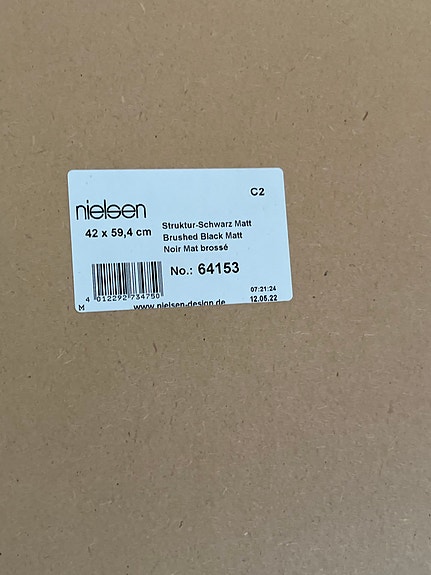 C2
nielsen
42 x 59,4 cm
Struktur-Schwarz Matt
Brushed Black Matt
Noir Mat brossé
No.: 64153
4 012292 734750
07:21:24
M
www.nielsen-design.de
12.05.22